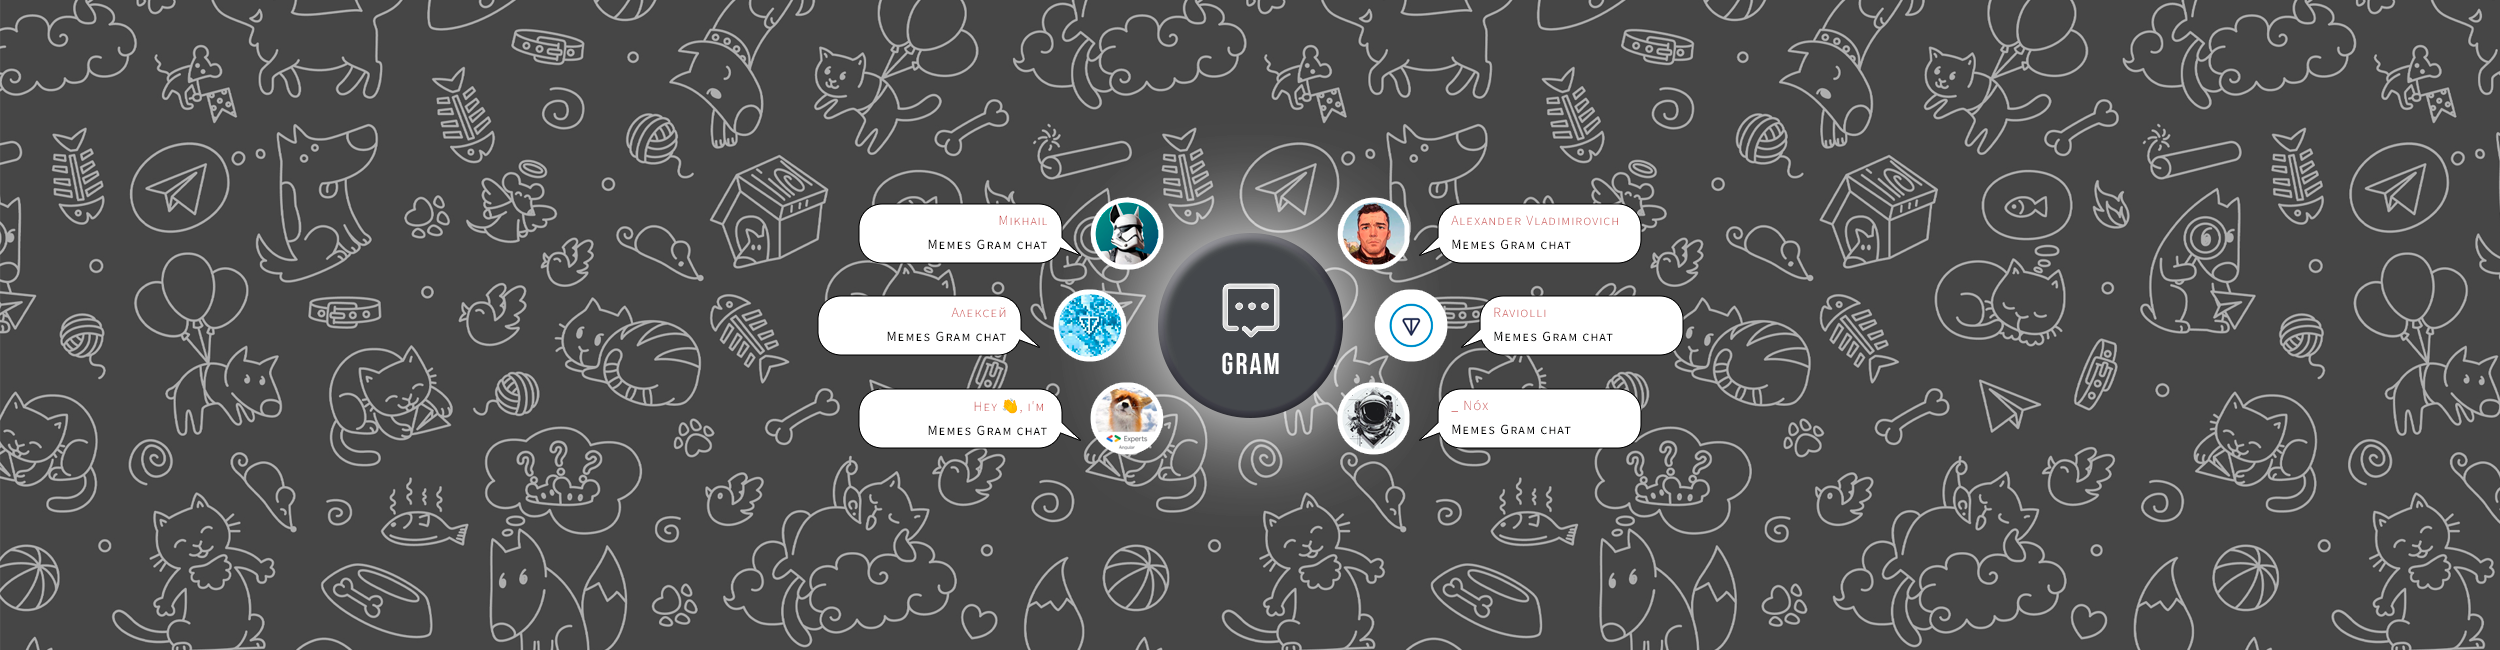 Mikhail
Memes Gram chat
Алексей
Memes Gram chat
Hey 👋, i'm
Memes Gram chat
Experts
Angular
GRAM
Alexander Vladimirovich
Memes Gram chat
Raviolli
Memes Gram chat
_ Nóx
Memes Gram chat